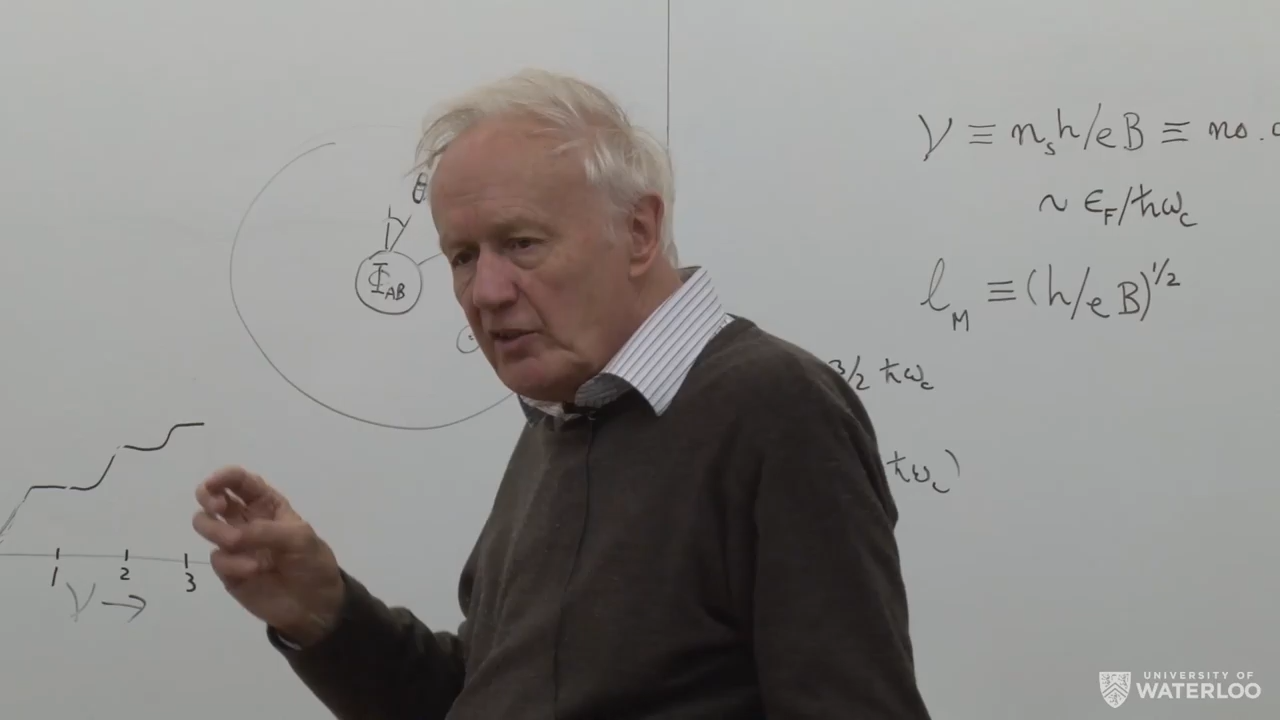 ν ≡ nₛh/eB ≡ no.
~ ϵ_F/ħω_c
l_M ≡ (h/eB)^1/2
θ
Φ_AB
3/2 ħω_c
ħω_c)
1 2 3
ν →
UNIVERSITY OF
WATERLOO